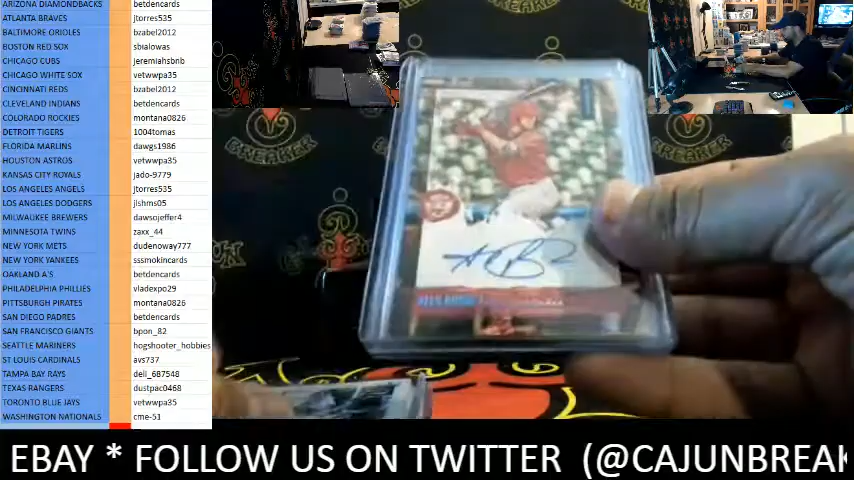 ARIZONA DIAMONDBACKS betdencards
ATLANTA BRAVES jtorres535
BALTIMORE ORIOLES bzabel2012
BOSTON RED SOX sbialowas
CHICAGO CUBS jeremiahsbnb
CHICAGO WHITE SOX vetwwpa35
CINCINNATI REDS bzabel2012
CLEVELAND INDIANS betdencards
COLORADO ROCKIES montana0826
DETROIT TIGERS 1004tomas
FLORIDA MARLINS dawgs1986
HOUSTON ASTROS vetwwpa35
KANSAS CITY ROYALS jado-9779
LOS ANGELES ANGELS jtorres535
LOS ANGELES DODGERS jishms05
MILWAUKEE BREWERS dawsojeffer4
MINNESOTA TWINS zaxx_44
NEW YORK METS dudenoway777
NEW YORK YANKEES sssmokincards
OAKLAND A'S betdencards
PHILADELPHIA PHILLIES vladexpo29
PITTSBURGH PIRATES montana0826
SAN DIEGO PADRES betdencards
SAN FRANCISCO GIANTS bpon_82
SEATTLE MARINERS hogshooter_hobbies
ST LOUIS CARDINALS avs737
TAMPA BAY RAYS deli_687548
TEXAS RANGERS dustpac0468
TORONTO BLUE JAYS vetwwpa35
WASHINGTON NATIONALS cme-51
BREAKER
BREAKER
EBAY * FOLLOW US ON TWITTER (@CAJUNBREAK